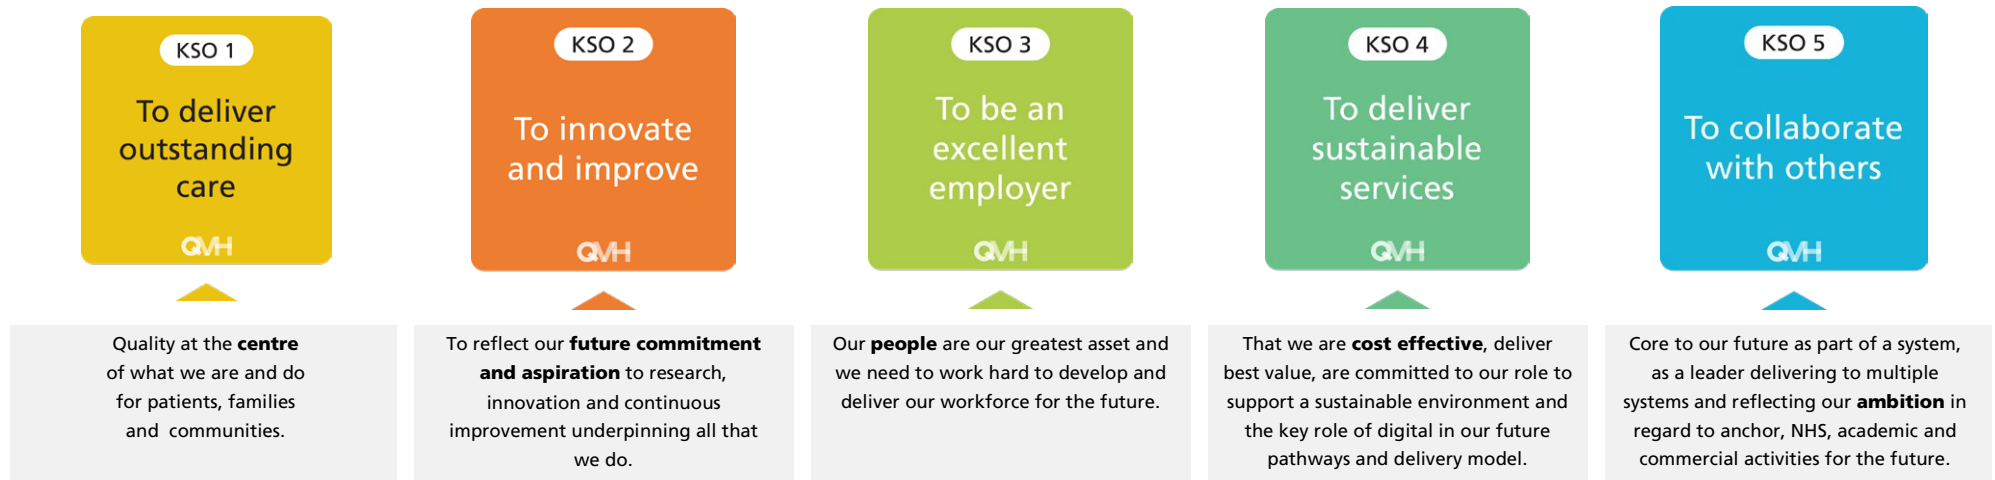 KSO 1
To deliver
outstanding
care
QVH
Quality at the centre
of what we are and do
for patients, families
and communities.
KSO 2
To innovate
and improve
QVH
To reflect our future commitment
and aspiration to research,
innovation and continuous
improvement underpinning all that
we do.
KSO 3
To be an
excellent
employer
QVH
Our people are our greatest asset and
we need to work hard to develop and
deliver our workforce for the future.
KSO 4
To deliver
sustainable
services
QVH
That we are cost effective, deliver
best value, are committed to our role to
support a sustainable environment and
the key role of digital in our future
pathways and delivery model.
KSO 5
To collaborate
with others
QVH
Core to our future as part of a system,
as a leader delivering to multiple
systems and reflecting our ambition in
regard to anchor, NHS, academic and
commercial activities for the future.